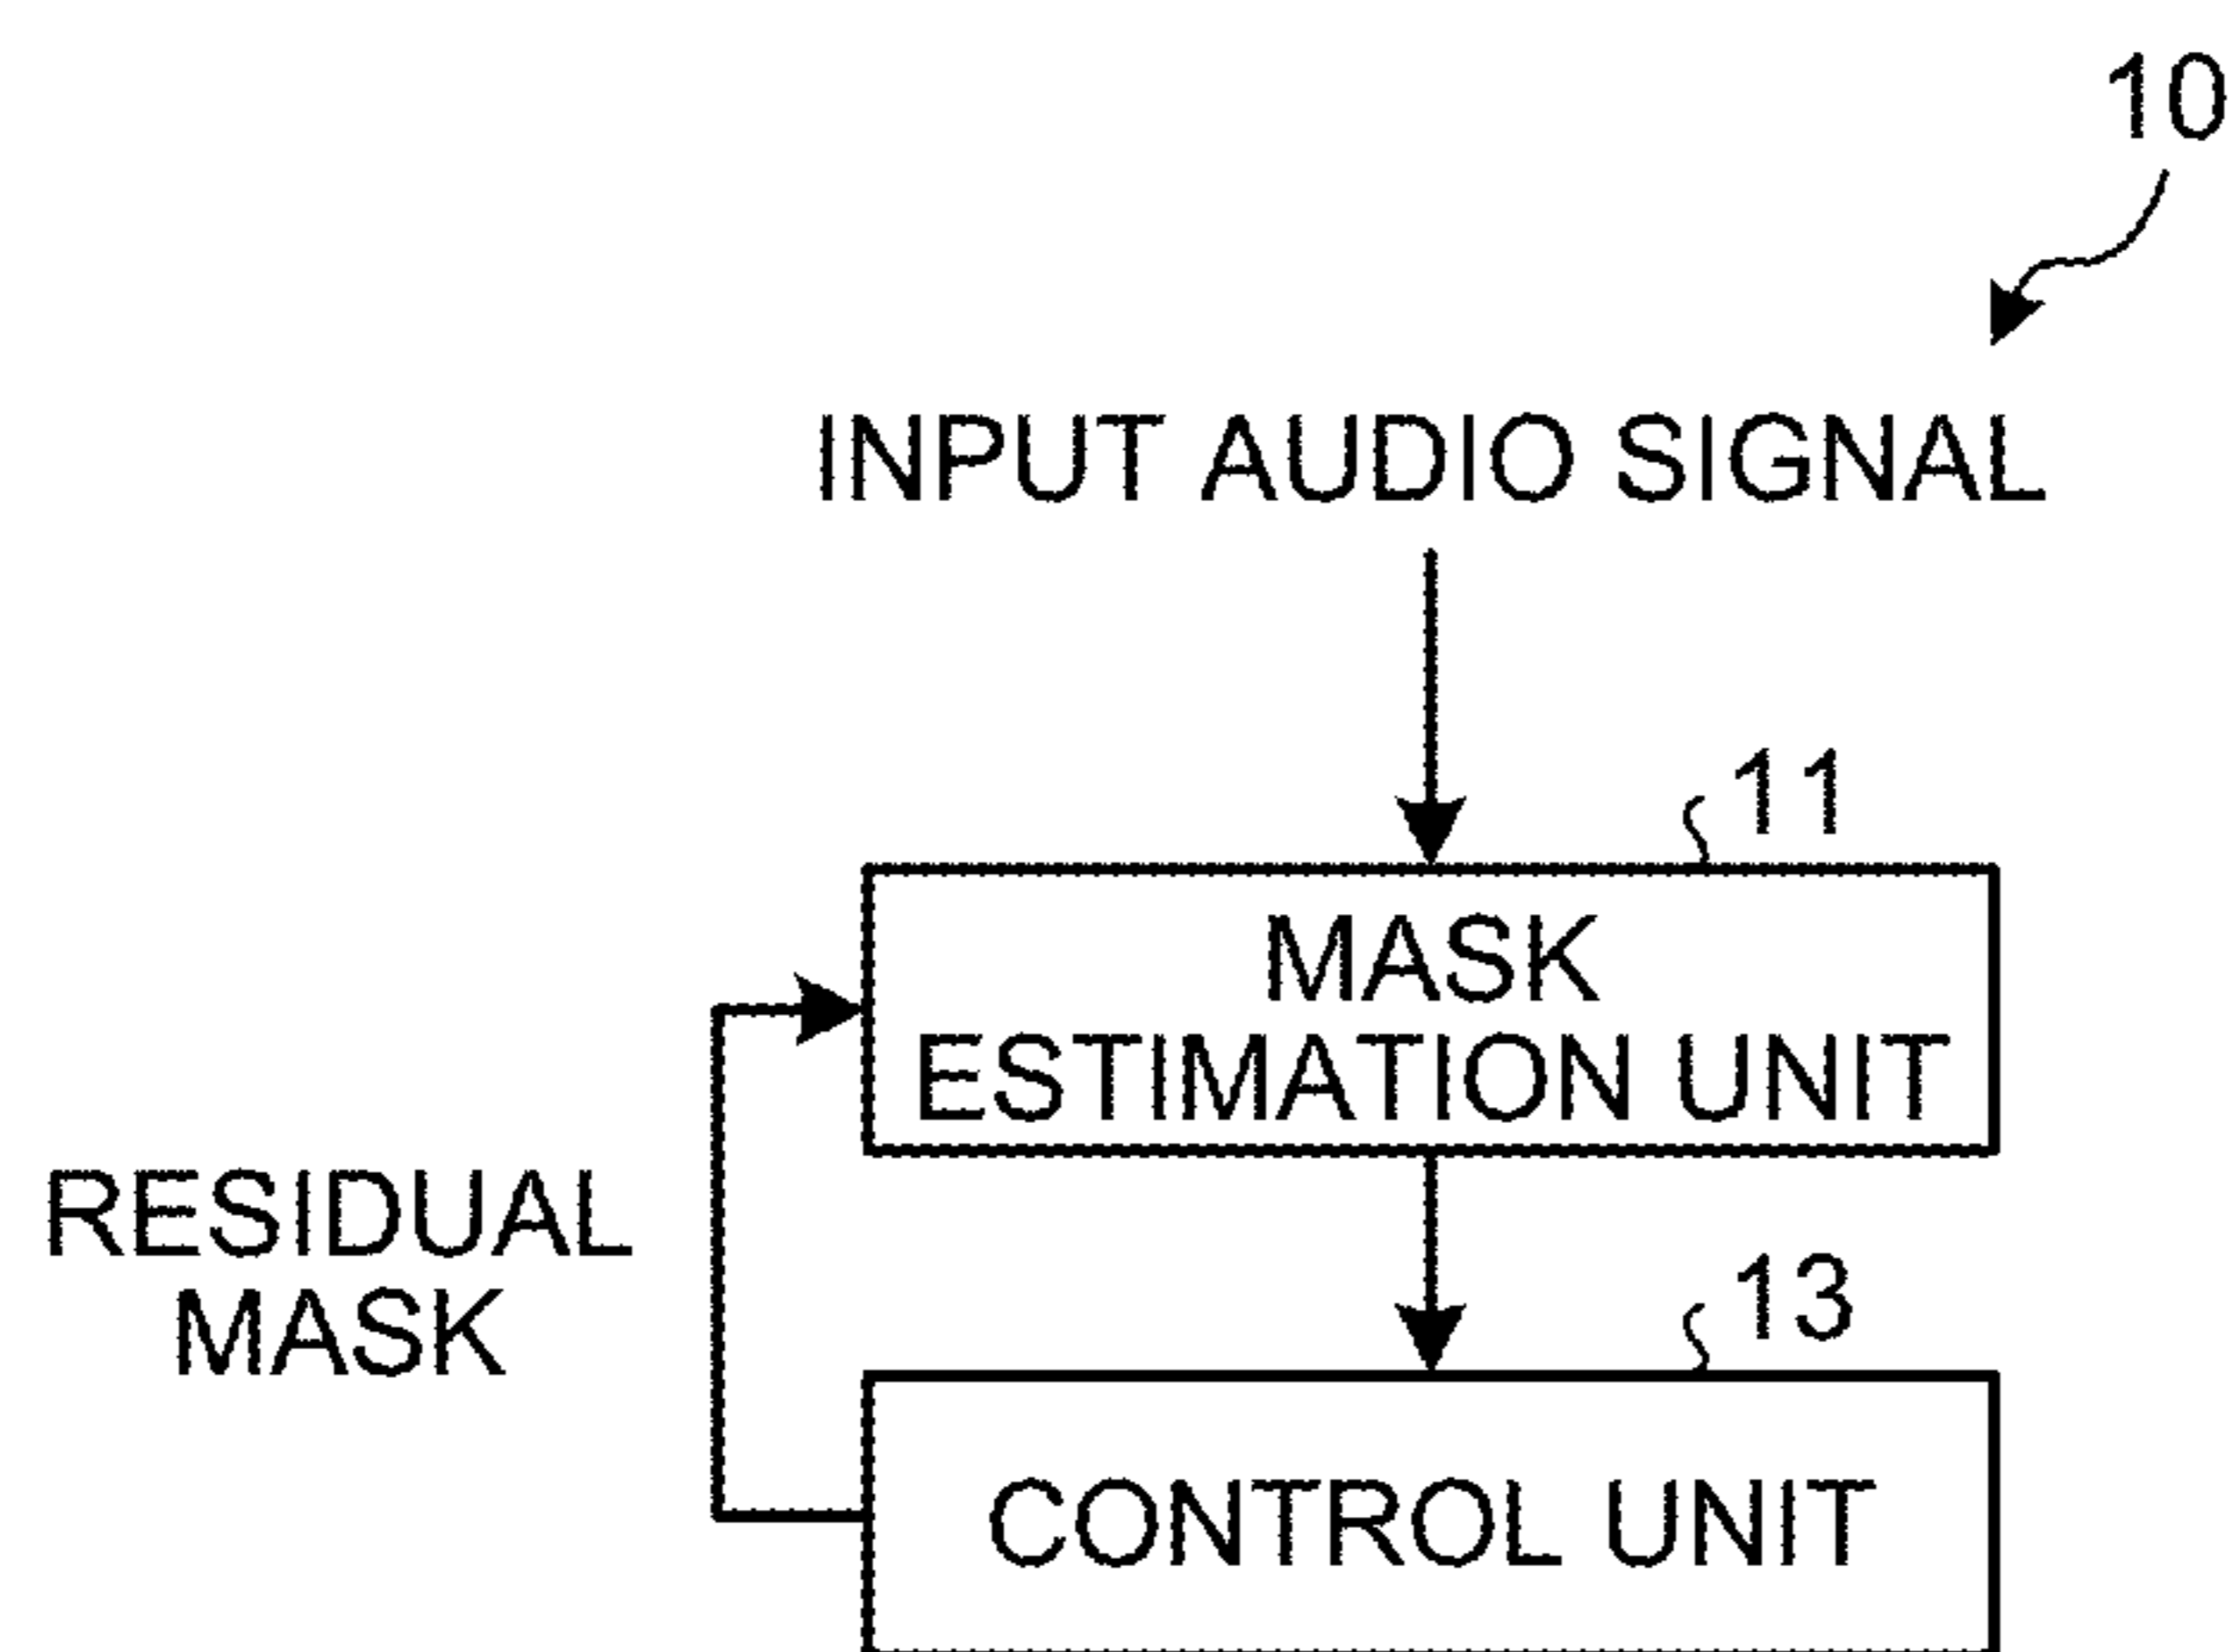 10
INPUT AUDIO SIGNAL
11
MASK
ESTIMATION UNIT
RESIDUAL
MASK
13
CONTROL UNIT